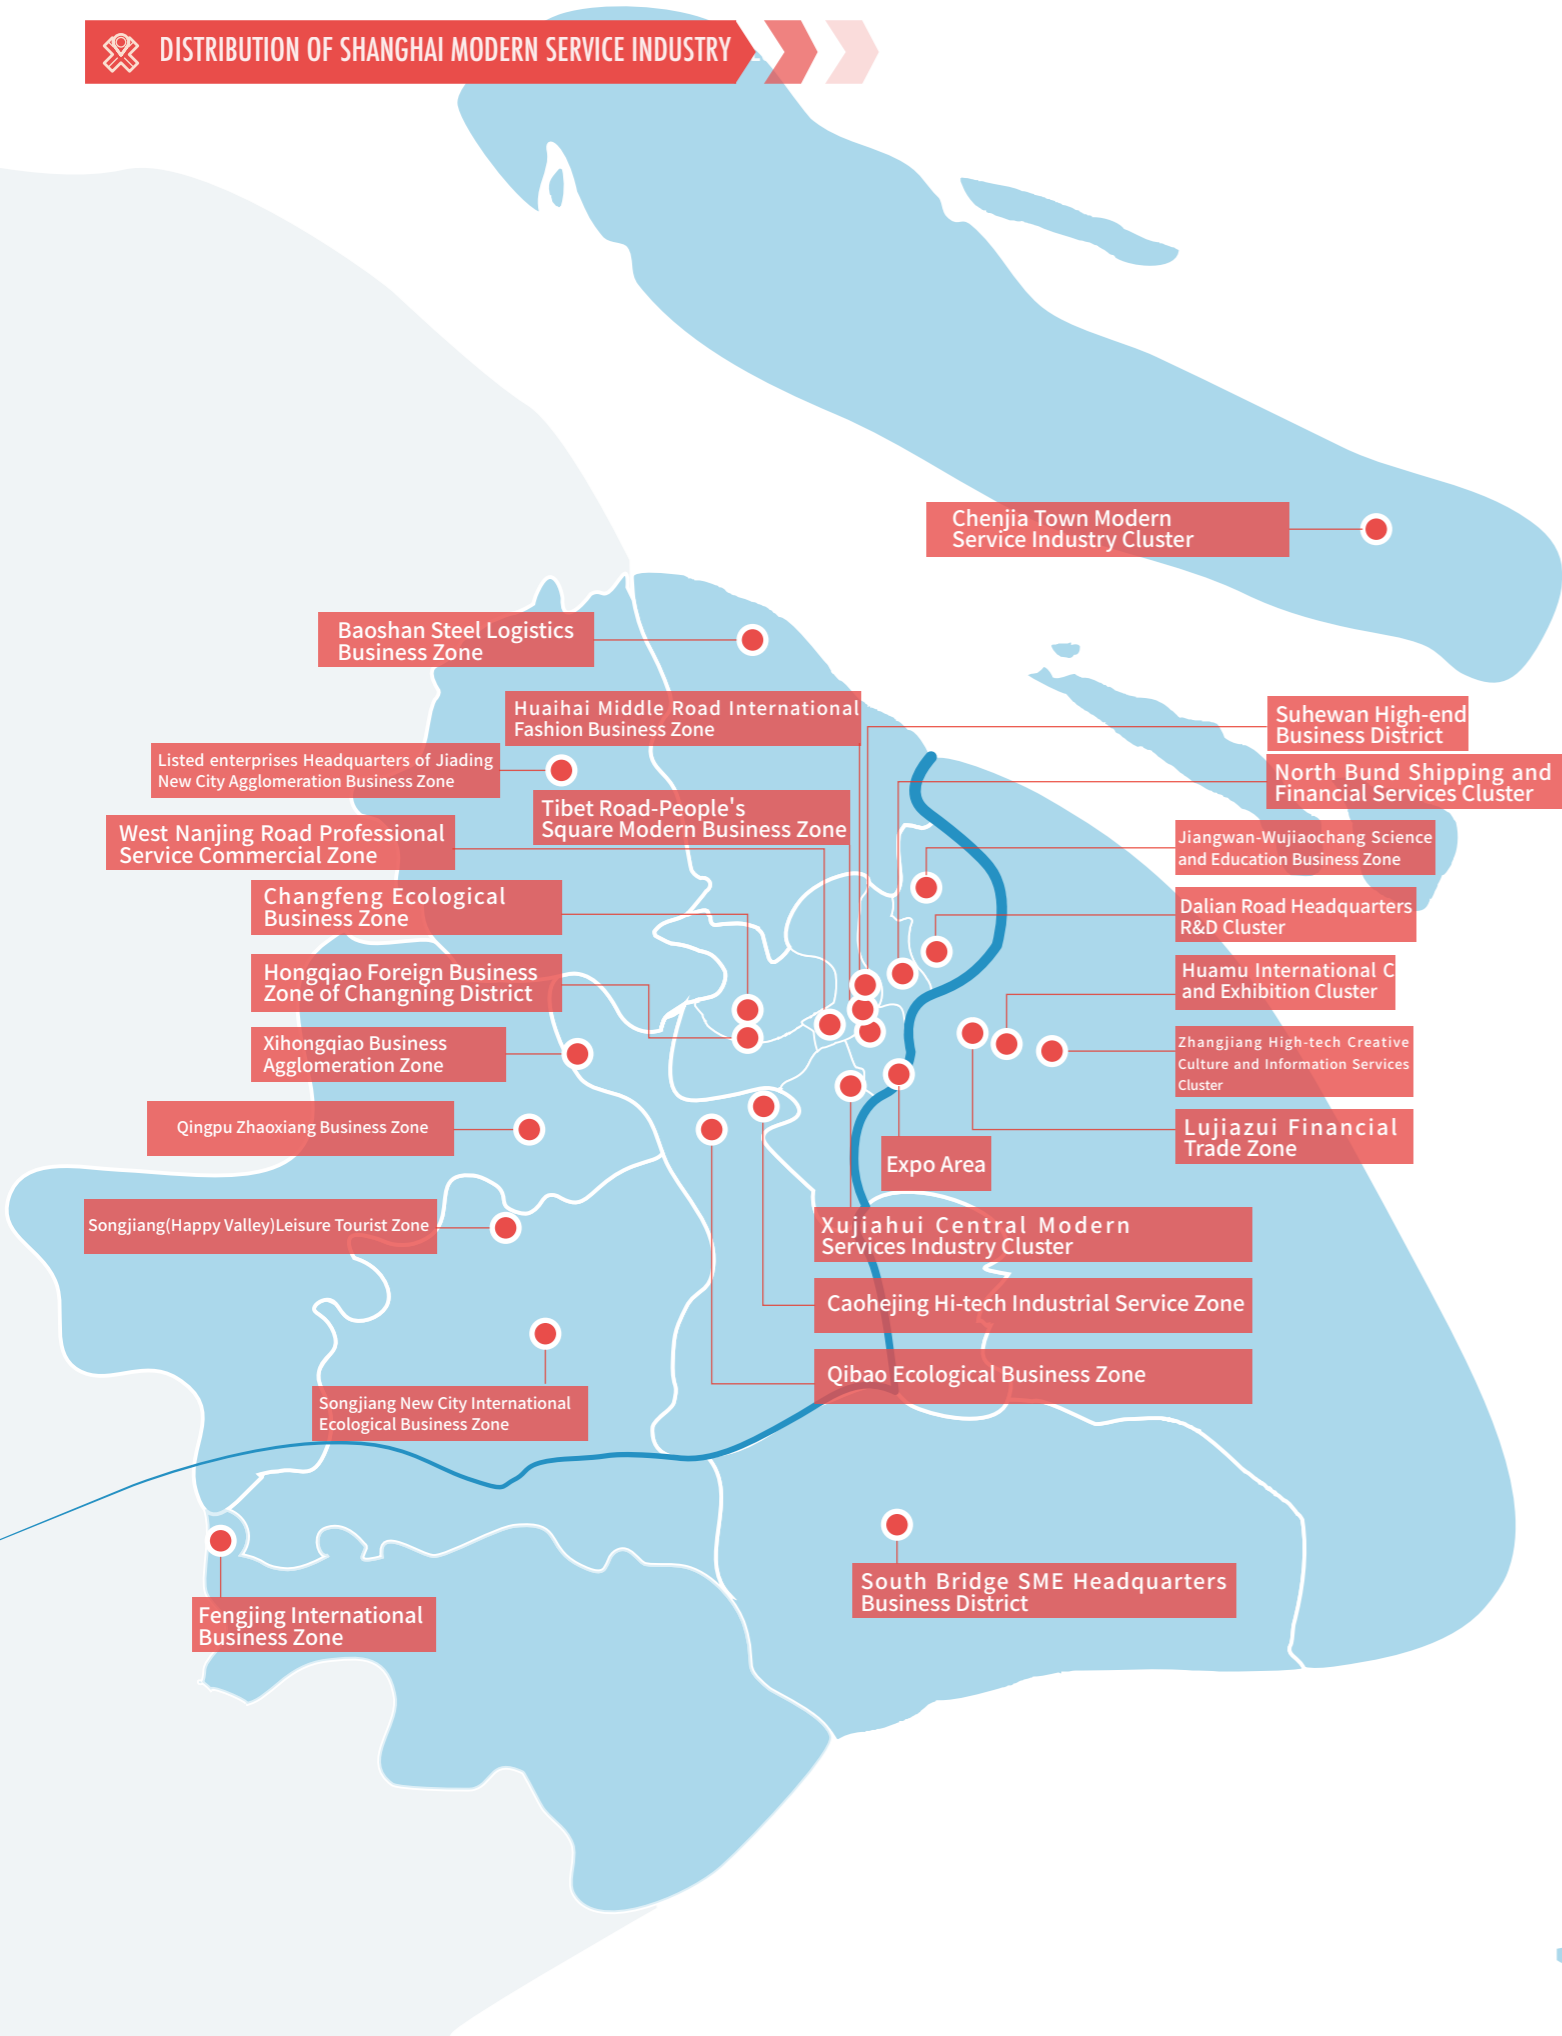 DISTRIBUTION OF SHANGHAI MODERN SERVICE INDUSTRY
Chenjia Town Modern
Service Industry Cluster
Baoshan Steel Logistics
Business Zone
Huaihai Middle Road International
Fashion Business Zone
Suhewan High-end
Business District
Listed enterprises Headquarters of Jiading
New City Agglomeration Business Zone
North Bund Shipping and
Financial Services Cluster
Tibet Road-People's
Square Modern Business Zone
West Nanjing Road Professional
Service Commercial Zone
Jiangwan-Wujiaochang Science
and Education Business Zone
Changfeng Ecological
Business Zone
Dalian Road Headquarters
R&D Cluster
Hongqiao Foreign Business
Zone of Changning District
Huamu International C
and Exhibition Cluster
Xihongqiao Business
Agglomeration Zone
Zhangjiang High-tech Creative
Culture and Information Services
Cluster
Qingpu Zhaoxiang Business Zone
Lujiazui Financial
Trade Zone
Expo Area
Songjiang(Happy Valley)Leisure Tourist Zone
Xujiahui Central Modern
Services Industry Cluster
Caohejing Hi-tech Industrial Service Zone
Qibao Ecological Business Zone
Songjiang New City International
Ecological Business Zone
South Bridge SME Headquarters
Business District
Fengjing International
Business Zone